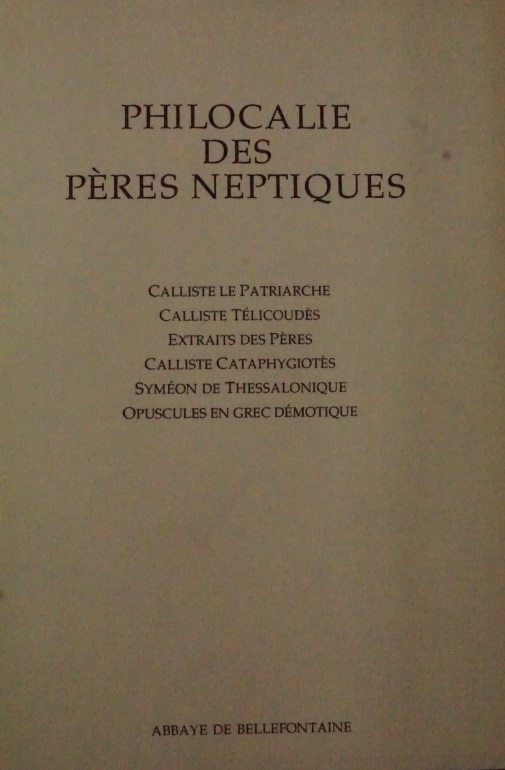 PHILOCALIE
DES
PÈRES NEPTIQUES
CALLISTE LE PATRIARCHE
CALLISTE TÉLICOUDÈS
EXTRAITS DES PÈRES
CALLISTE CATAPHYGIOTÈS
SYMÉON DE THESSALONIQUE
OPUSCULES EN GREC DÉMOTIQUE
ABBAYE DE BELLEFONTAINE